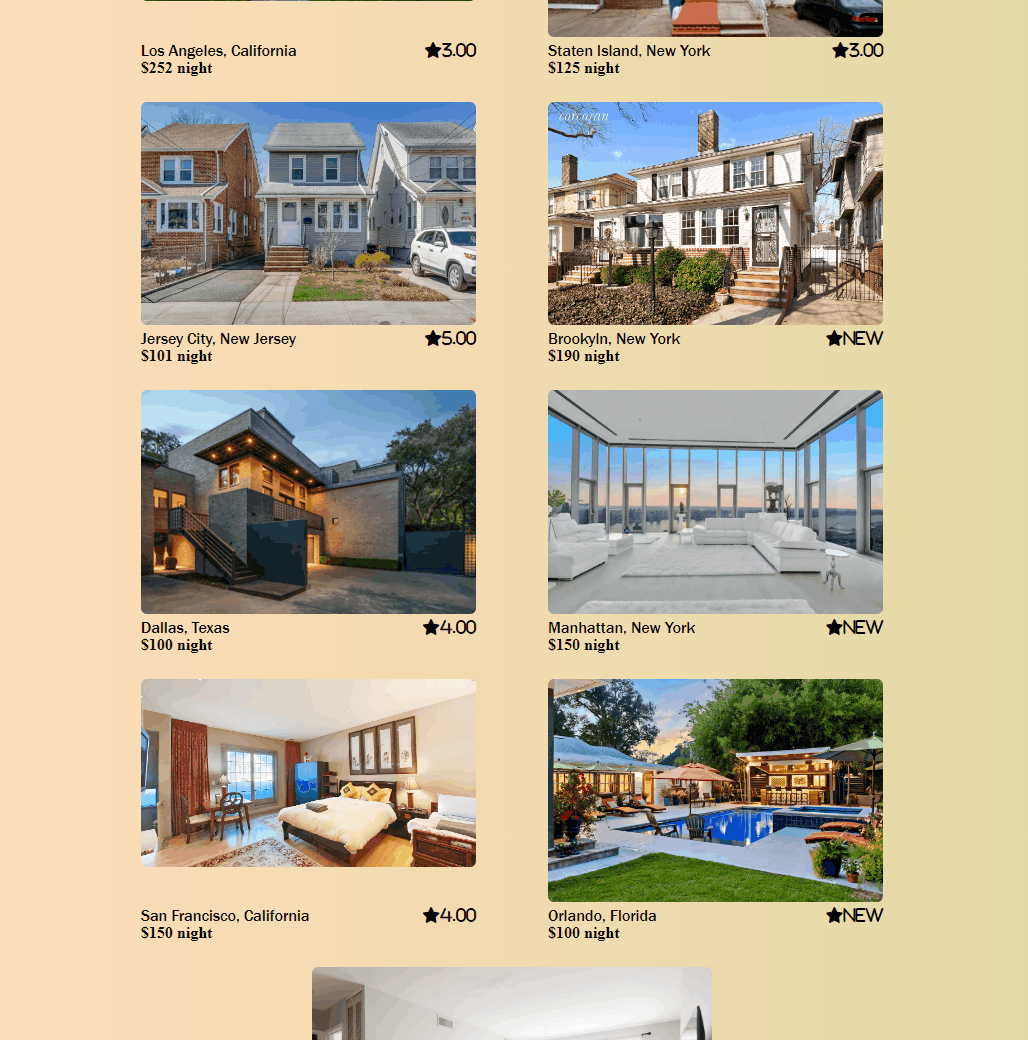 Los Angeles, California ★3.00
$252 night
Staten Island, New York ★3.00
$125 night
corcoran
Jersey City, New Jersey ★5.00
$101 night
Brookyln, New York ★NEW
$190 night
Dallas, Texas ★4.00
$100 night
Manhattan, New York ★NEW
$150 night
San Francisco, California ★4.00
$150 night
Orlando, Florida ★NEW
$100 night